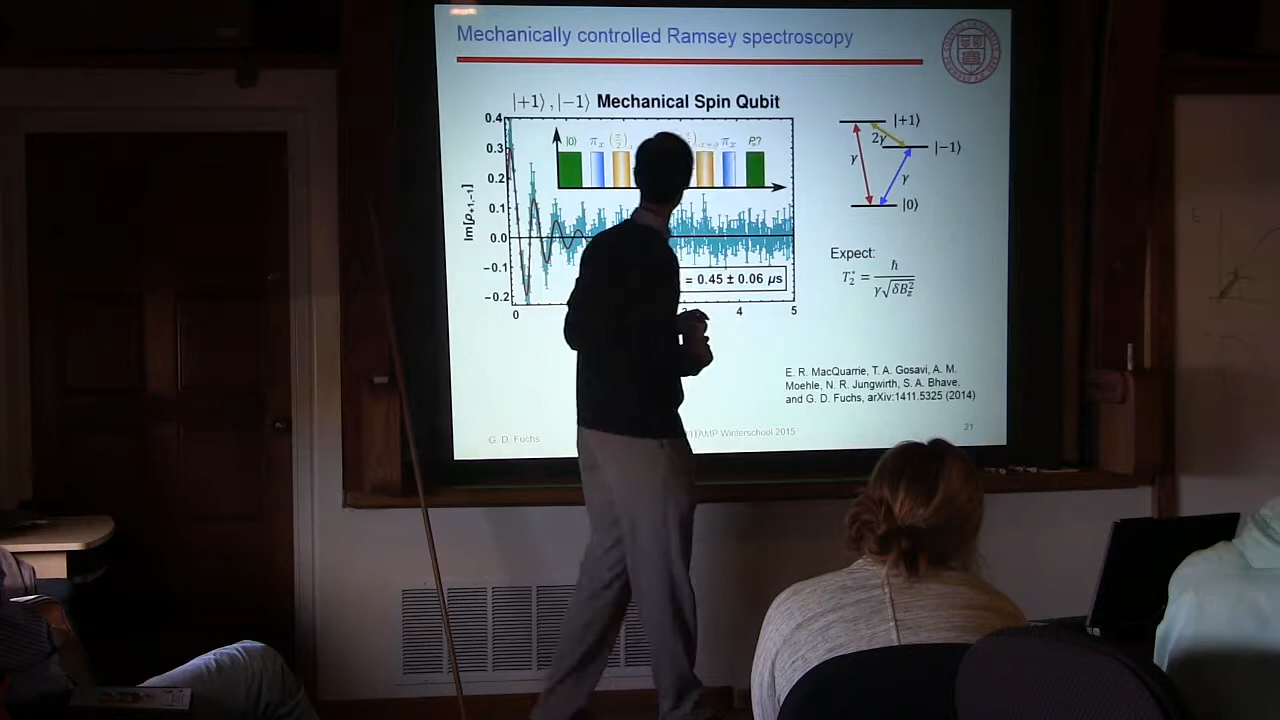 Mechanically controlled Ramsey spectroscopy
|+1⟩ , |−1⟩ Mechanical Spin Qubit
0.4
0.3
0.2
0.1
0.0
−0.1
−0.2
Im[ρ+1,−1]
|0⟩ πx (π/2) πx
= 0.45 ± 0.06 μs
0 4 5
|+1⟩
2γ
|−1⟩
γ
γ
|0⟩
Expect:
T₂* = ħ / γ√δB_z²
E. R. MacQuarrie, T. A. Gosavi, A. M.
Moehle, N. R. Jungwirth, S. A. Bhave,
and G. D. Fuchs, arXiv:1411.5325 (2014)
G. D. Fuchs
ITAMP Winterschool 2015
21